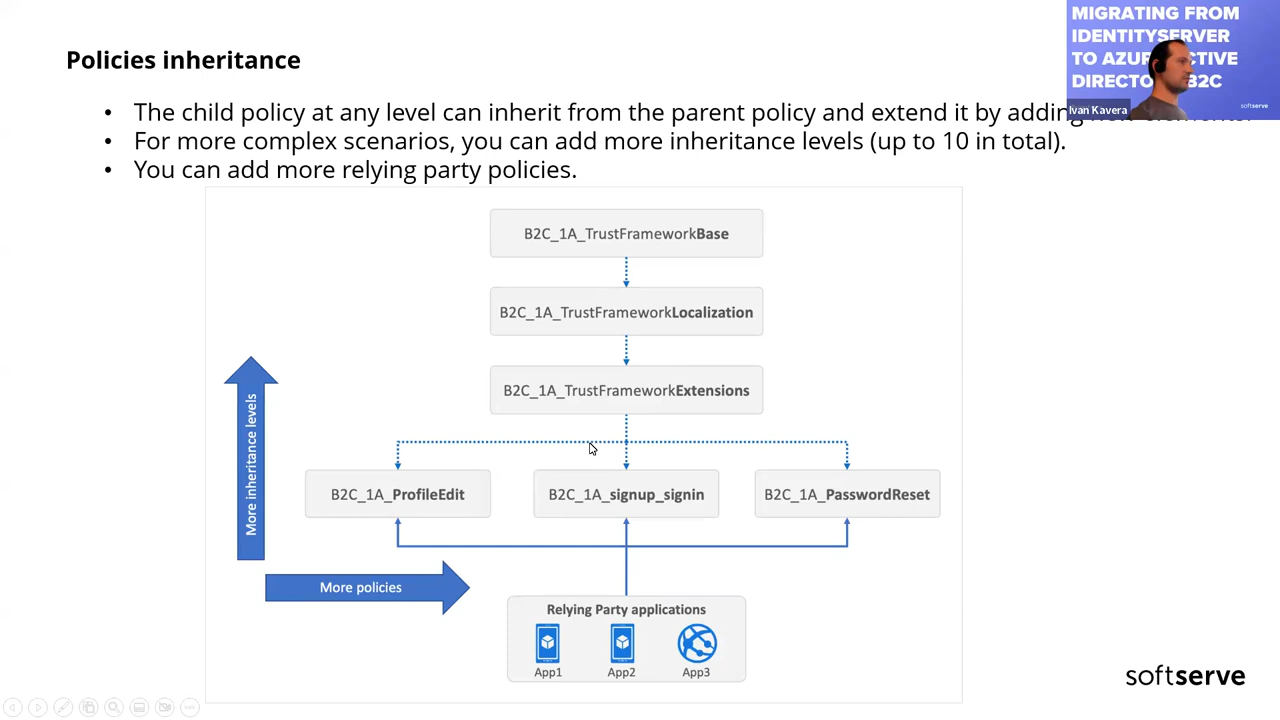 MIGRATING FROM
IDENTITYSERVER
TO AZUR CTIVE
DIRECTO B2C
softserve
Ivan Kavera
Policies inheritance
• The child policy at any level can inherit from the parent policy and extend it by adding
• For more complex scenarios, you can add more inheritance levels (up to 10 in total).
• You can add more relying party policies.
B2C_1A_TrustFrameworkBase
B2C_1A_TrustFrameworkLocalization
B2C_1A_TrustFrameworkExtensions
More inheritance levels
B2C_1A_ProfileEdit
B2C_1A_signup_signin
B2C_1A_PasswordReset
More policies
Relying Party applications
App1
App2
App3
softserve